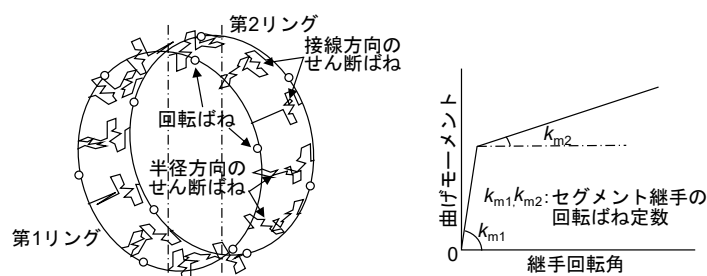 第2リング
接線方向の
せん断ばね
回転ばね
半径方向の
せん断ばね
第1リング
曲げモーメント
km2
km1,km2:セグメント継手の
回転ばね定数
km1
0
継手回転角